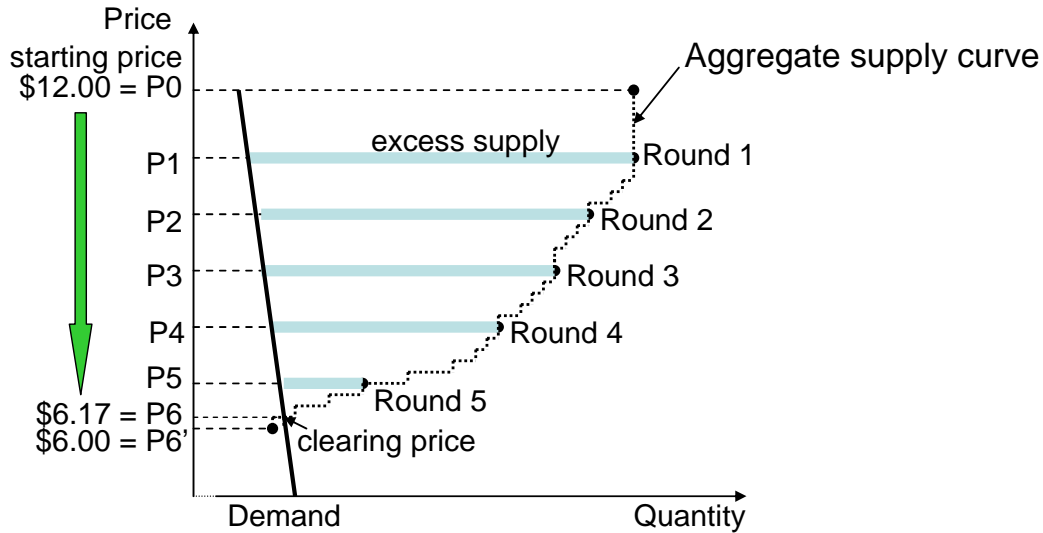 Price
starting price
$12.00 = P0
Aggregate supply curve
excess supply
P1
Round 1
P2
Round 2
P3
Round 3
P4
Round 4
P5
Round 5
$6.17 = P6
$6.00 = P6’
clearing price
Demand
Quantity